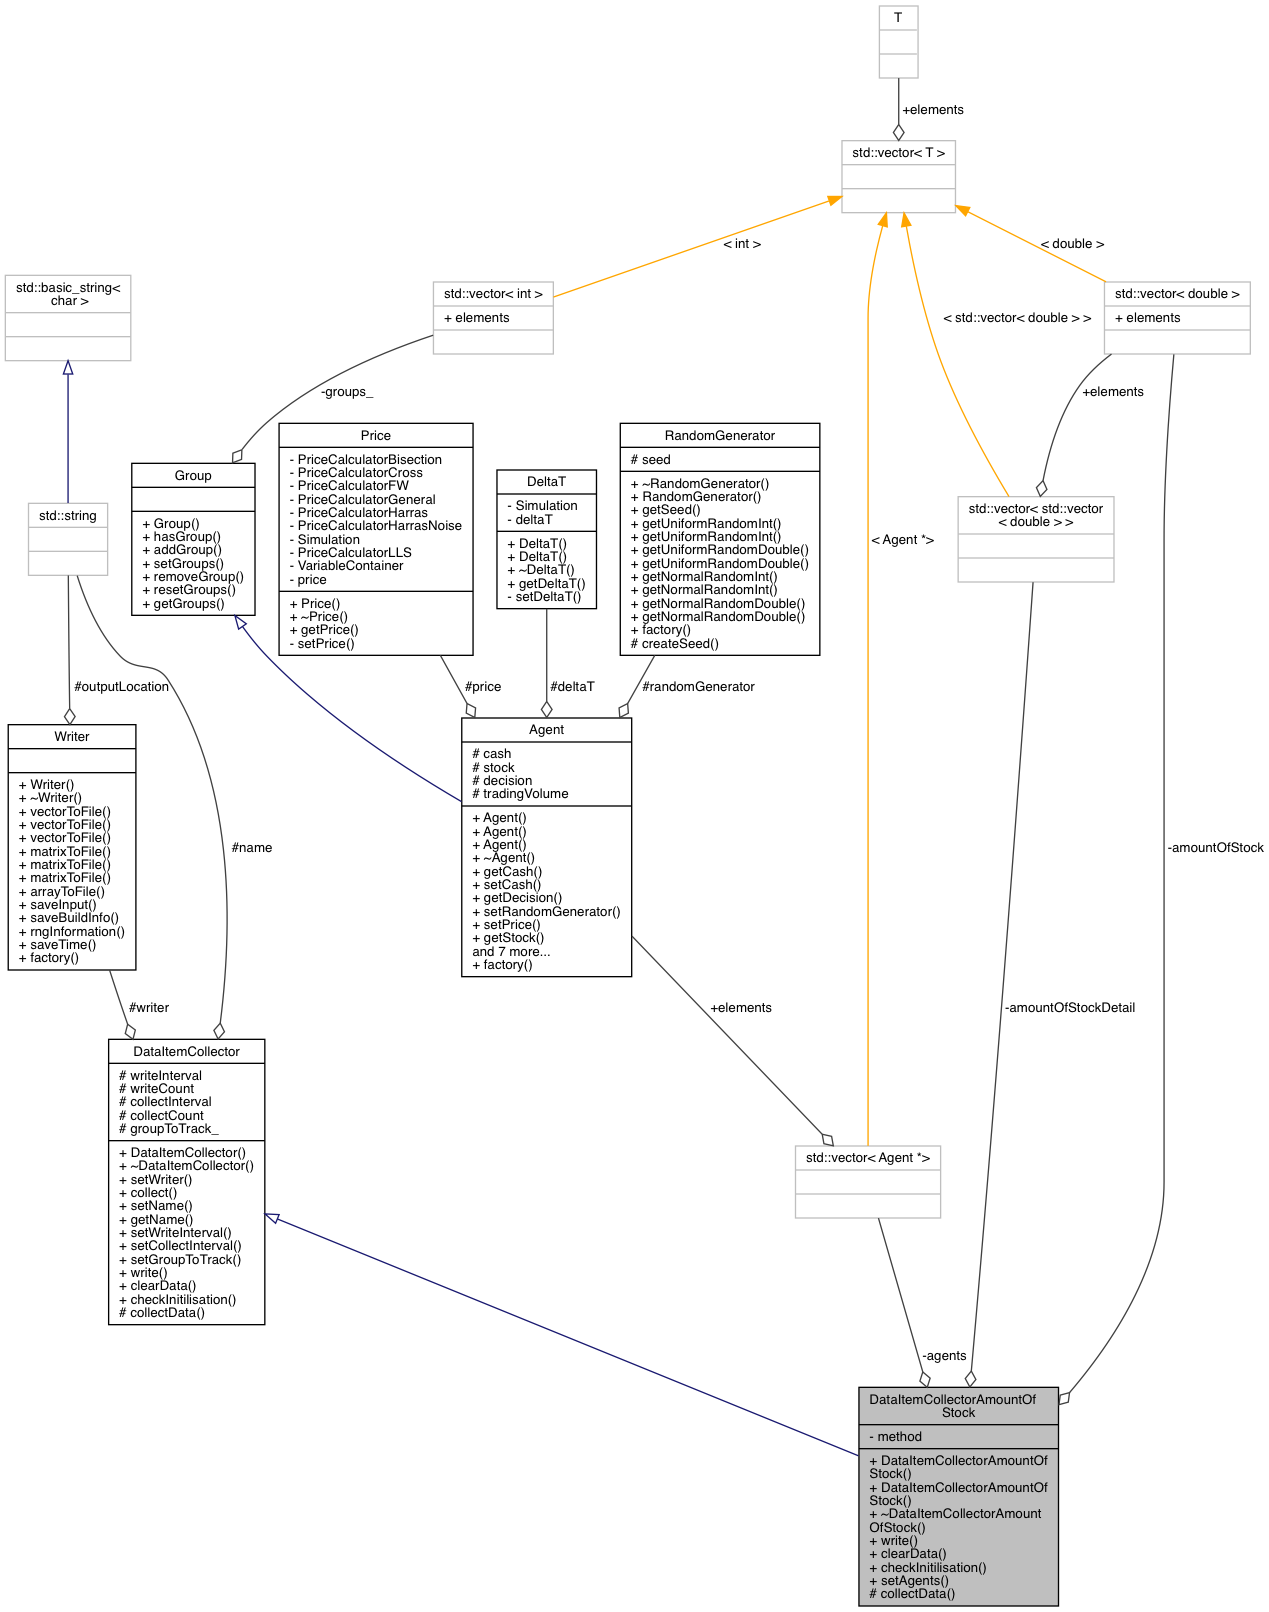 T
+elements
std::vector< T >
< int >
< double >
std::basic_string<
char >
std::vector< int >
+ elements
< std::vector< double > >
std::vector< double >
+ elements
-groups_
+elements
Group
+ Group()
+ hasGroup()
+ addGroup()
+ setGroups()
+ removeGroup()
+ resetGroups()
+ getGroups()
Price
- PriceCalculatorBisection
- PriceCalculatorCross
- PriceCalculatorFW
- PriceCalculatorGeneral
- PriceCalculatorHarras
- PriceCalculatorHarrasNoise
- Simulation
- PriceCalculatorLLS
- VariableContainer
- price
+ Price()
+ ~Price()
+ getPrice()
- setPrice()
DeltaT
- Simulation
- deltaT
+ DeltaT()
+ DeltaT()
+ ~DeltaT()
+ getDeltaT()
- setDeltaT()
RandomGenerator
# seed
+ ~RandomGenerator()
+ RandomGenerator()
+ getSeed()
+ getUniformRandomInt()
+ getUniformRandomInt()
+ getUniformRandomDouble()
+ getUniformRandomDouble()
+ getNormalRandomInt()
+ getNormalRandomInt()
+ getNormalRandomDouble()
+ getNormalRandomDouble()
+ factory()
# createSeed()
std::string
std::vector< std::vector
< double > >
< Agent *>
#outputLocation
#price
#deltaT
#randomGenerator
Writer
+ Writer()
+ ~Writer()
+ vectorToFile()
+ vectorToFile()
+ vectorToFile()
+ matrixToFile()
+ matrixToFile()
+ matrixToFile()
+ arrayToFile()
+ saveInput()
+ saveBuildInfo()
+ rngInformation()
+ saveTime()
+ factory()
#name
Agent
# cash
# stock
# decision
# tradingVolume
+ Agent()
+ Agent()
+ Agent()
+ ~Agent()
+ getCash()
+ setCash()
+ getDecision()
+ setRandomGenerator()
+ setPrice()
+ getStock()
and 7 more...
+ factory()
-amountOfStock
#writer
+elements
-amountOfStockDetail
DataItemCollector
# writeInterval
# writeCount
# collectInterval
# collectCount
# groupToTrack_
+ DataItemCollector()
+ ~DataItemCollector()
+ setWriter()
+ collect()
+ setName()
+ getName()
+ setWriteInterval()
+ setCollectInterval()
+ setGroupToTrack()
+ write()
+ clearData()
+ checkInitilisation()
# collectData()
std::vector< Agent *>
-agents
DataItemCollectorAmountOf
Stock
- method
+ DataItemCollectorAmountOf
Stock()
+ DataItemCollectorAmountOf
Stock()
+ ~DataItemCollectorAmount
OfStock()
+ write()
+ clearData()
+ checkInitilisation()
+ setAgents()
# collectData()